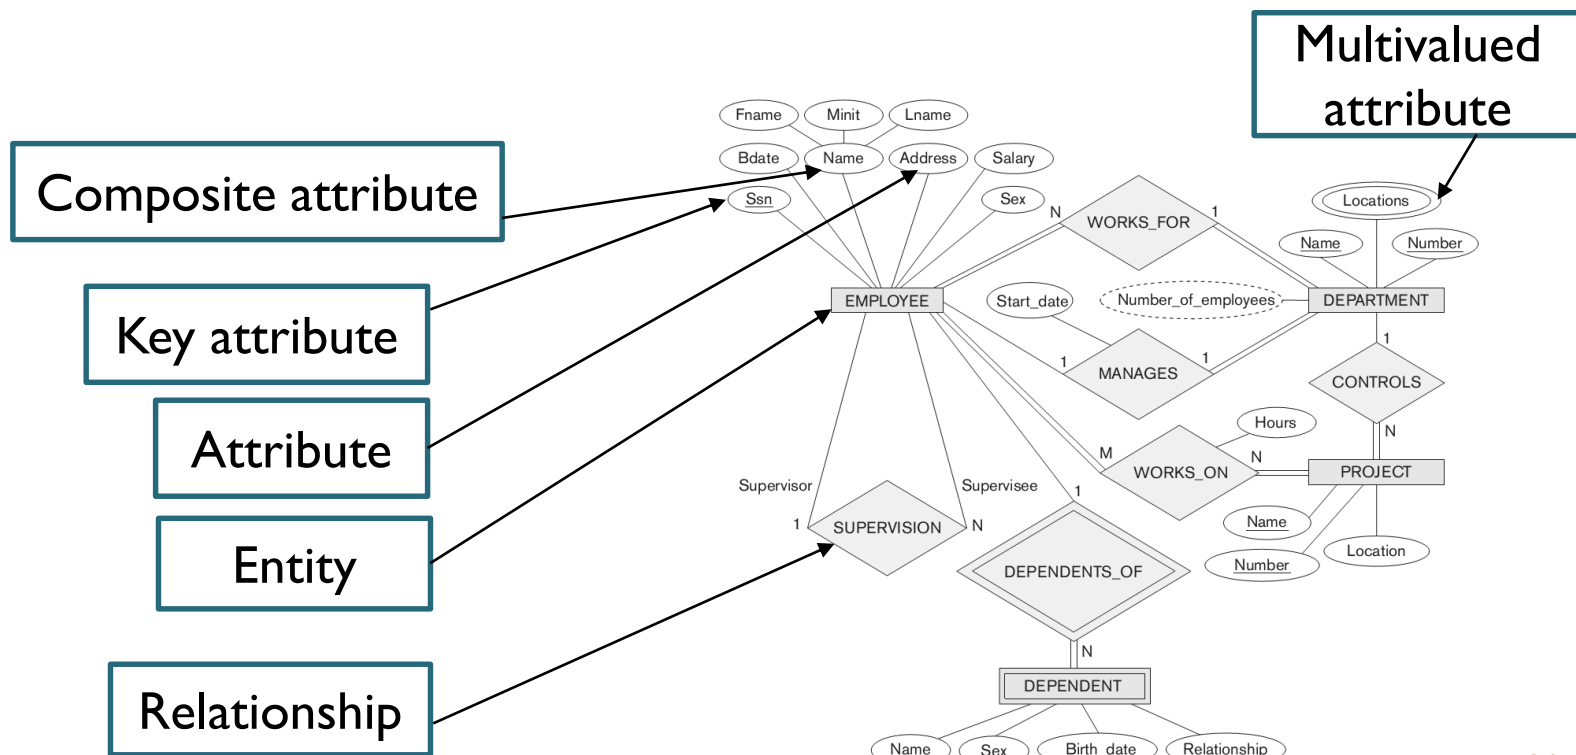 Multivalued
attribute
Fname
Minit
Lname
Composite attribute
Bdate
Name
Address
Salary
Ssn
Sex
N
WORKS_FOR
1
Locations
Name
Number
Key attribute
EMPLOYEE
Start_date
Number_of_employees
DEPARTMENT
1
MANAGES
1
1
CONTROLS
N
Attribute
Hours
M
WORKS_ON
N
PROJECT
Supervisor
Supervisee
1
1
SUPERVISION
N
Name
Number
Location
Entity
DEPENDENTS_OF
N
DEPENDENT
Relationship
Name
Sex
Birth_date
Relationship